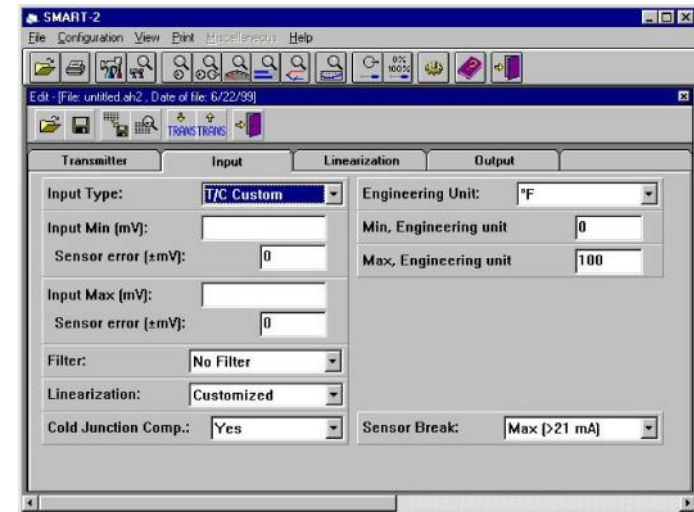 SMART-2
File Configuration View Print Miscellaneous Help
0% 100%
Edit - [File: untitled.ah2 , Date of file: 6/22/99]
TRANS TRANS
Transmitter Input Linearization Output
Input Type: T/C Custom Engineering Unit: °F
Input Min (mV): Min, Engineering unit 0
Sensor error (±mV): 0 Max, Engineering unit 100
Input Max (mV):
Sensor error (±mV): 0
Filter: No Filter
Linearization: Customized
Cold Junction Comp.: Yes Sensor Break: Max (>21 mA)